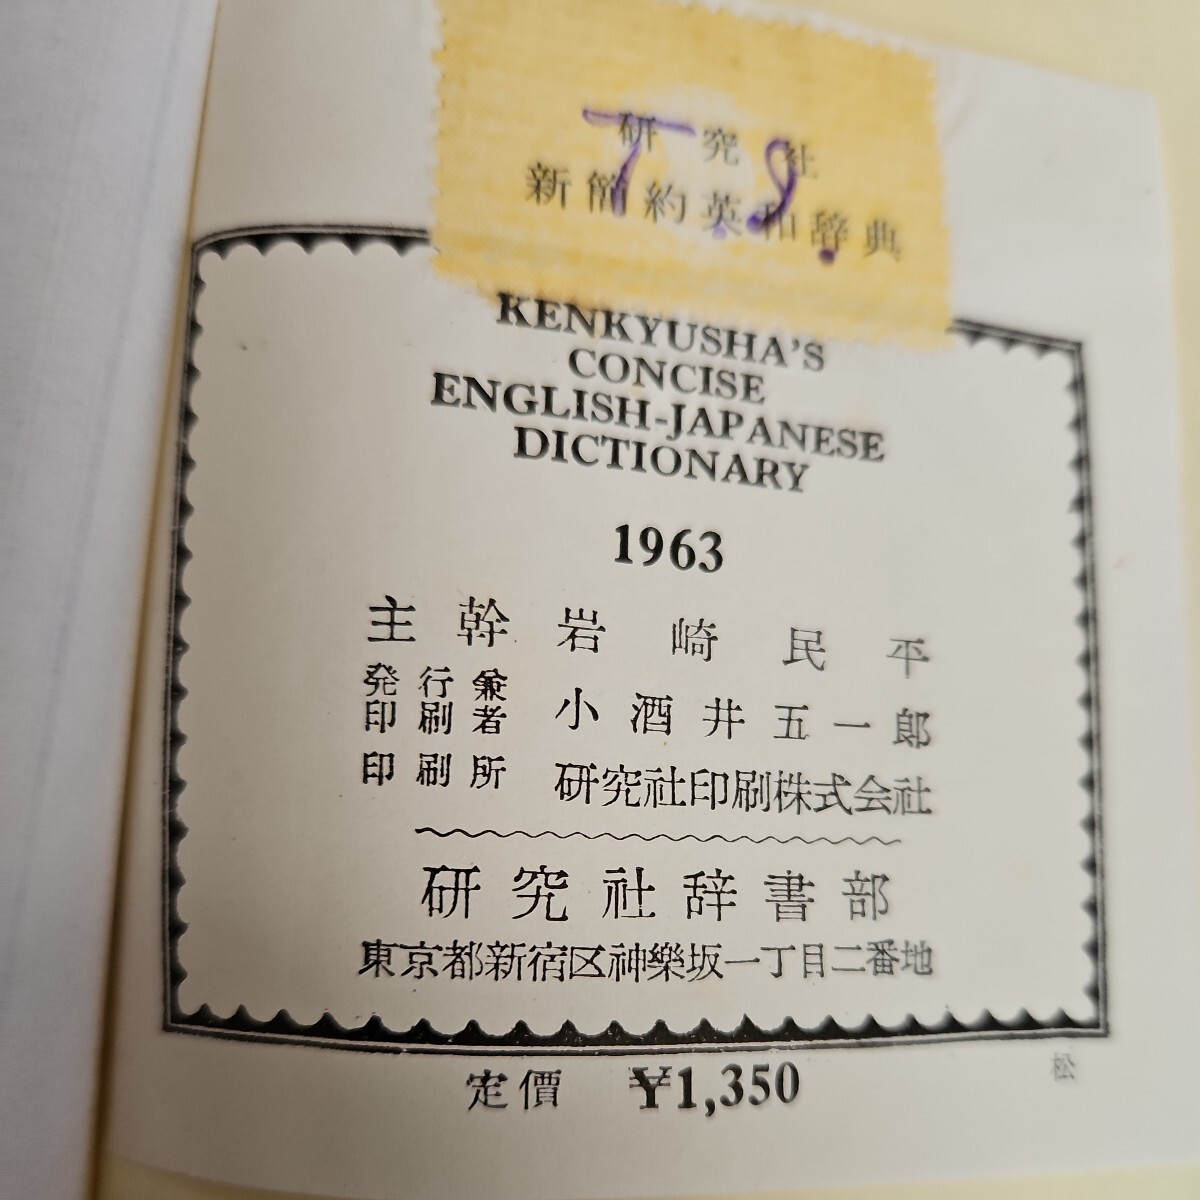 研究社
新簡約英和辞典
T. S.
KENKYUSHA'S
CONCISE
ENGLISH-JAPANESE
DICTIONARY
1963
主幹 岩崎民平
発行兼印刷者 小酒井五一郎
印刷所 研究社印刷株式会社
研究社辞書部
東京都新宿区神樂坂一丁目二番地
定價 ¥1,350
松